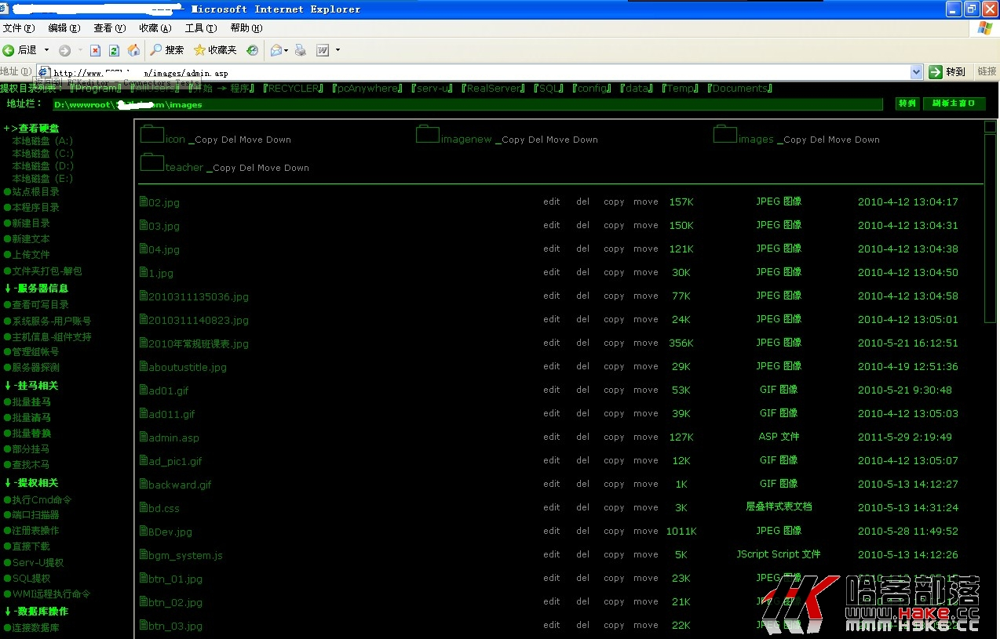 Microsoft Internet Explorer
文件(F) 编辑(E) 查看(V) 收藏(A) 工具(T) 帮助(H)
后退 搜索 收藏夹
地址(D) http://www. m/images/admin.asp 转到 链接
提权目录列表: 『Program』 『AllUsers』 『开始 → 程序』 『RECYCLER』 『pcAnywhere』 『serv-u』 『RealServer』 『SQL』 『config』 『data』 『Temp』 『Documents』
返回到 FCKeditor - Connectors Tests
地址栏: D:\wwwroot\ m\images 转到 刷新主窗口
+>查看硬盘
本地磁盘 (A:)
本地磁盘 (C:)
本地磁盘 (D:)
本地磁盘 (E:)
●站点根目录
●本程序目录
●新建目录
●新建文本
●上传文件
●文件夹打包-解包
↓-服务器信息
●查看可写目录
●系统服务-用户账号
●主机信息-组件支持
●管理组帐号
●服务器探测
↓-挂马相关
●批量挂马
●批量清马
●批量替换
●部分挂马
●查找木马
↓-提权相关
●执行Cmd命令
●端口扫描器
●注册表操作
●直接下载
●Serv-U提权
●SQL提权
●WMI远程执行命令
↓-数据库操作
●连接数据库
icon _Copy Del Move Down imagenew _Copy Del Move Down images _Copy Del Move Down
teacher _Copy Del Move Down
02.jpg edit del copy move 157K JPEG 图像 2010-4-12 13:04:17
03.jpg edit del copy move 150K JPEG 图像 2010-4-12 13:04:31
04.jpg edit del copy move 121K JPEG 图像 2010-4-12 13:04:38
1.jpg edit del copy move 30K JPEG 图像 2010-4-12 13:04:50
2010311135036.jpg edit del copy move 77K JPEG 图像 2010-4-12 13:04:58
2010311140823.jpg edit del copy move 24K JPEG 图像 2010-4-12 13:05:01
2010年常规班课表.jpg edit del copy move 356K JPEG 图像 2010-5-21 16:12:51
aboutustitle.jpg edit del copy move 29K JPEG 图像 2010-4-19 12:51:36
ad01.gif edit del copy move 53K GIF 图像 2010-5-21 9:30:48
ad011.gif edit del copy move 39K GIF 图像 2010-4-12 13:05:03
admin.asp edit del copy move 127K ASP 文件 2011-5-29 2:19:49
ad_pic1.gif edit del copy move 12K GIF 图像 2010-4-12 13:05:07
backward.gif edit del copy move 1K GIF 图像 2010-5-13 14:12:27
bd.css edit del copy move 3K 层叠样式表文档 2010-5-13 14:31:24
BDev.jpg edit del copy move 1011K JPEG 图像 2010-5-28 11:49:52
bgm_system.js edit del copy move 5K JScript Script 文件 2010-5-13 14:12:26
btn_01.jpg edit del copy move 23K JPEG 图像
btn_02.jpg edit del copy move 21K
btn_03.jpg edit del copy move 22K
HK 哈客部落
www.Hake.cc
mmm.H3Ke.CC